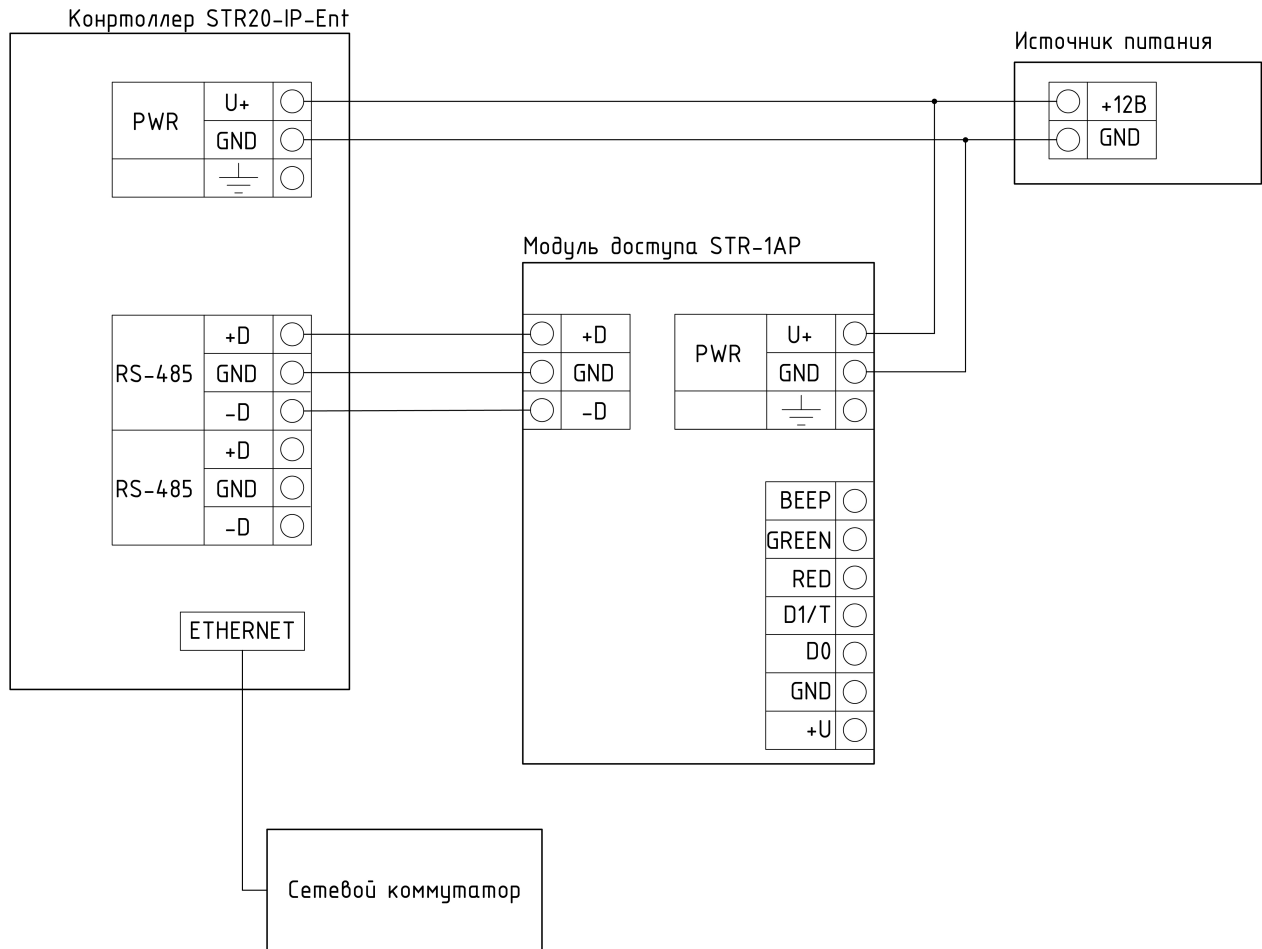 Конртоллер STR20-IP-Ent
PWR
U+
GND
RS-485
+D
GND
-D
RS-485
+D
GND
-D
ETHERNET
Источник питания
+12В
GND
Модуль доступа STR-1AP
+D
GND
-D
PWR
U+
GND
BEEP
GREEN
RED
D1/T
D0
GND
+U
Сетевой коммутатор